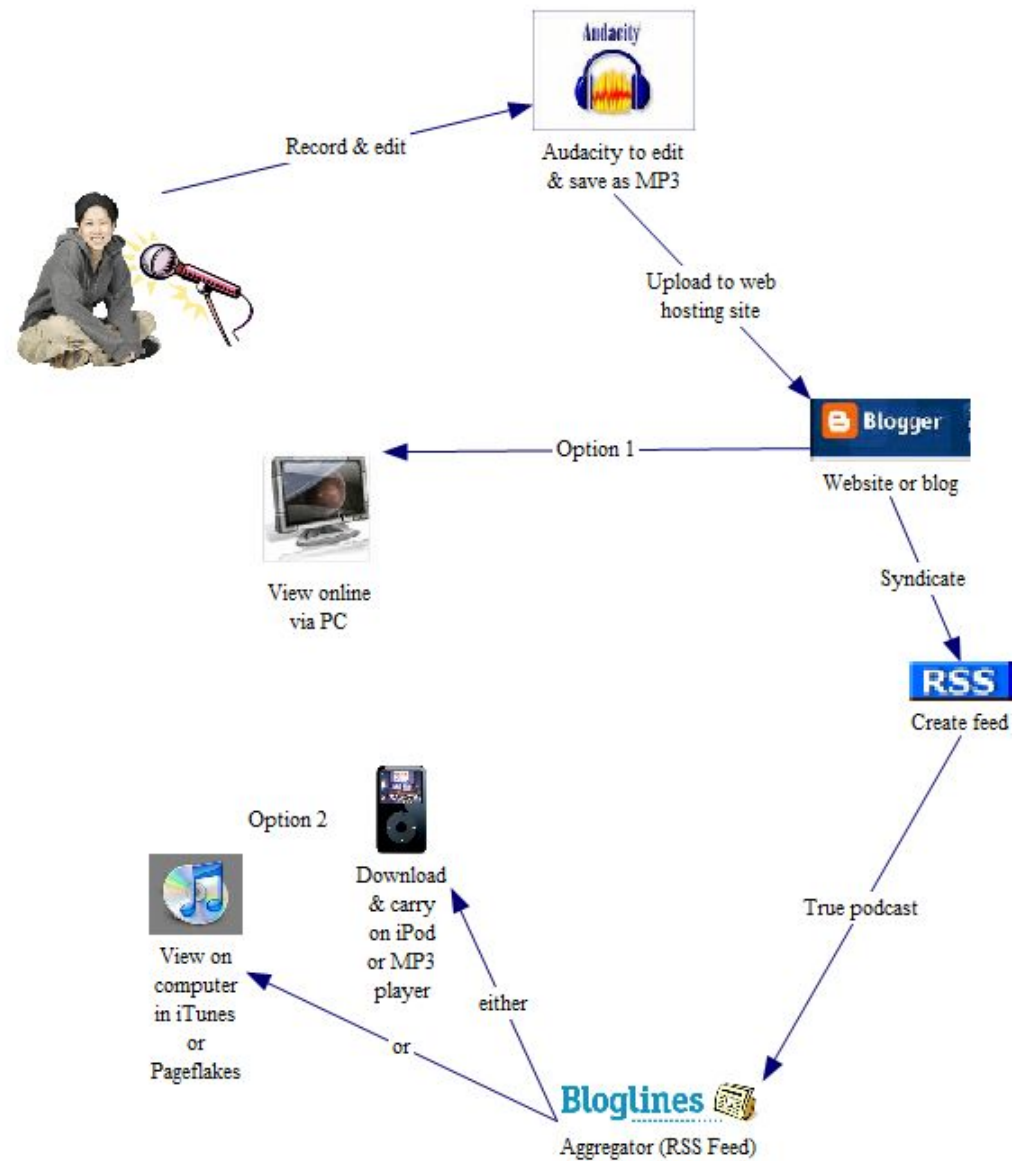 Audacity
Record & edit
Audacity to edit
& save as MP3
Upload to web
hosting site
Blogger
Option 1
Website or blog
View online
via PC
Syndicate
RSS
Create feed
Option 2
Download
& carry
on iPod
or MP3
player
True podcast
View on
computer
in iTunes
or
Pageflakes
either
or
Bloglines
Aggregator (RSS Feed)